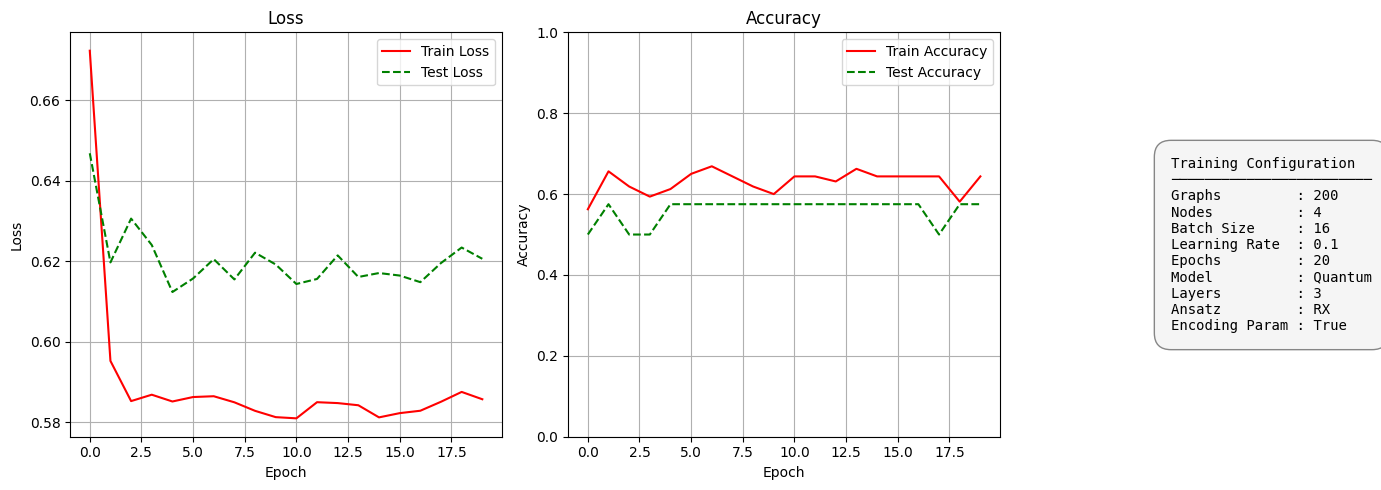 Loss
Train Loss
Test Loss
0.66
0.64
0.62
0.60
0.58
Loss
0.0 2.5 5.0 7.5 10.0 12.5 15.0 17.5
Epoch
Accuracy
Train Accuracy
Test Accuracy
1.0
0.8
0.6
0.4
0.2
0.0
Accuracy
0.0 2.5 5.0 7.5 10.0 12.5 15.0 17.5
Epoch
Training Configuration
Graphs : 200
Nodes : 4
Batch Size : 16
Learning Rate : 0.1
Epochs : 20
Model : Quantum
Layers : 3
Ansatz : RX
Encoding Param : True